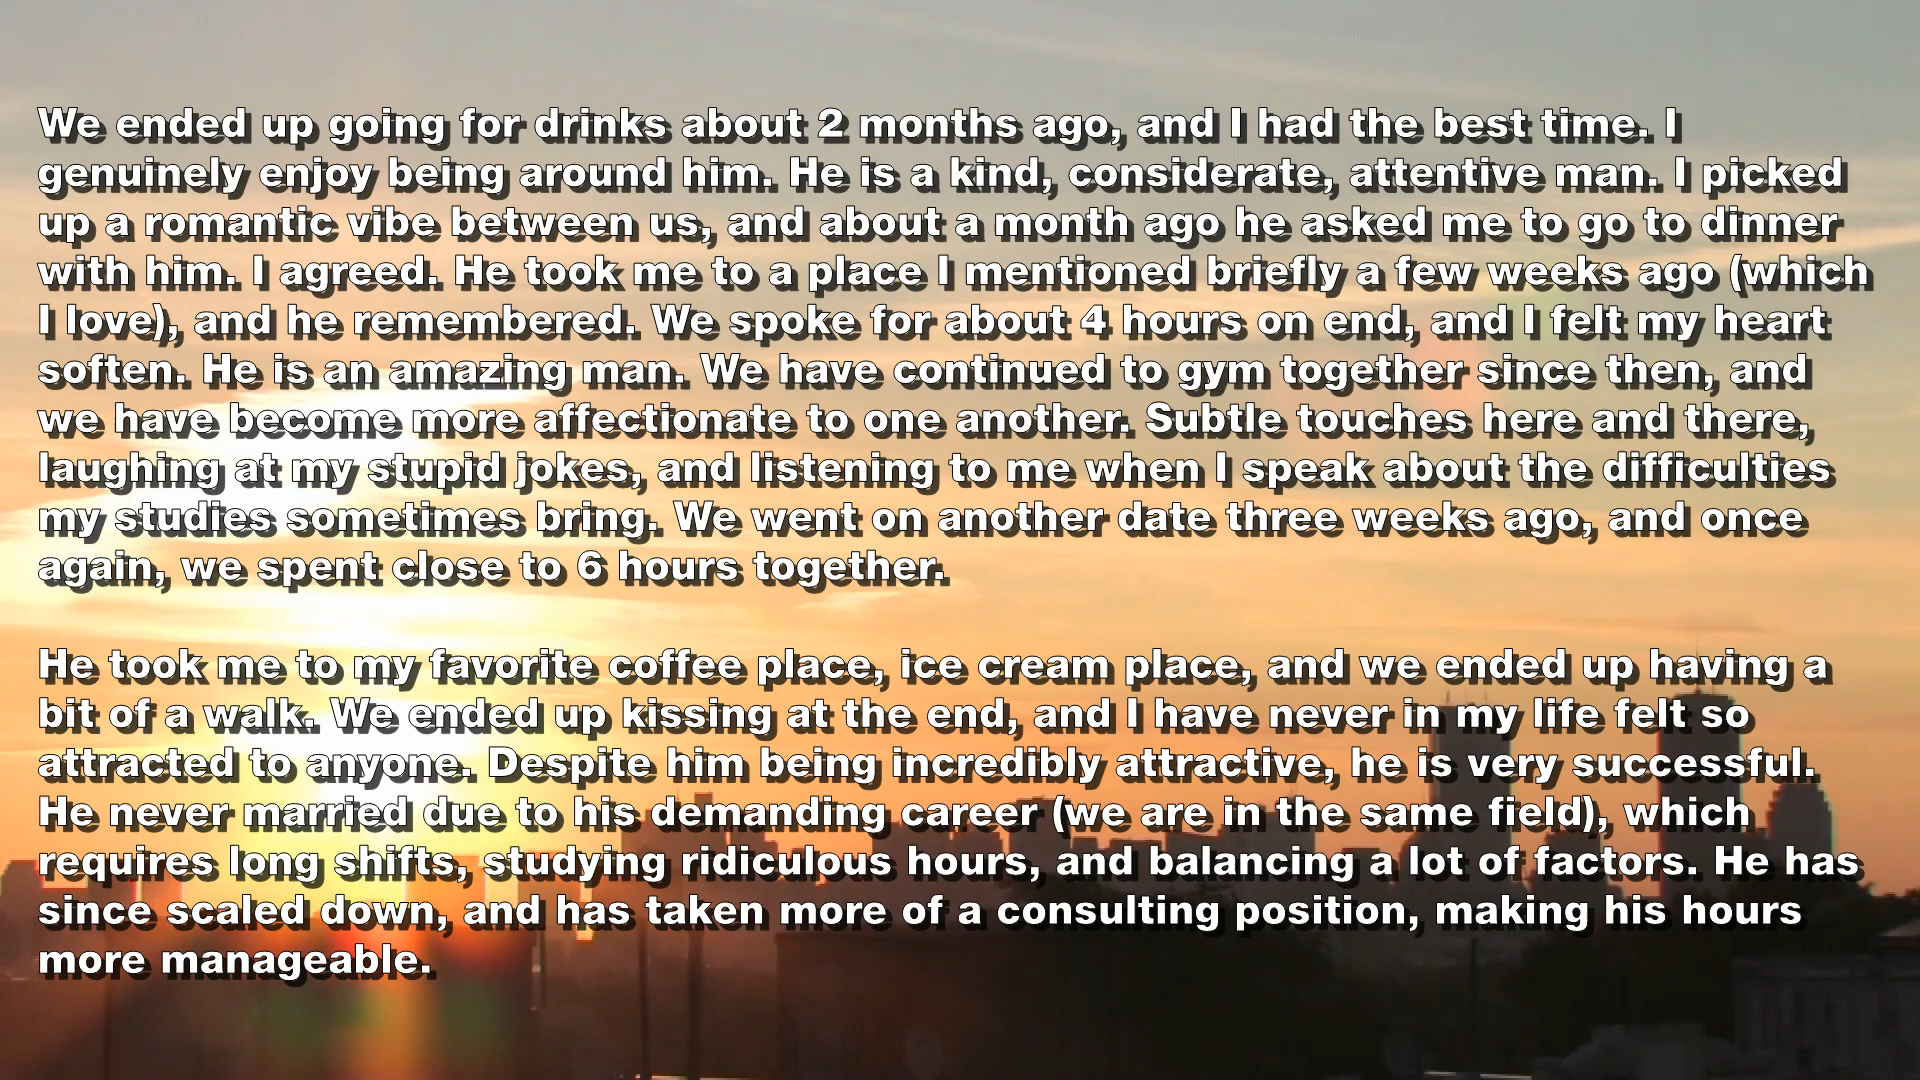 We ended up going for drinks about 2 months ago, and I had the best time. I
genuinely enjoy being around him. He is a kind, considerate, attentive man. I picked
up a romantic vibe between us, and about a month ago he asked me to go to dinner
with him. I agreed. He took me to a place I mentioned briefly a few weeks ago (which
I love), and he remembered. We spoke for about 4 hours on end, and I felt my heart
soften. He is an amazing man. We have continued to gym together since then, and
we have become more affectionate to one another. Subtle touches here and there,
laughing at my stupid jokes, and listening to me when I speak about the difficulties
my studies sometimes bring. We went on another date three weeks ago, and once
again, we spent close to 6 hours together.
He took me to my favorite coffee place, ice cream place, and we ended up having a
bit of a walk. We ended up kissing at the end, and I have never in my life felt so
attracted to anyone. Despite him being incredibly attractive, he is very successful.
He never married due to his demanding career (we are in the same field), which
requires long shifts, studying ridiculous hours, and balancing a lot of factors. He has
since scaled down, and has taken more of a consulting position, making his hours
more manageable.